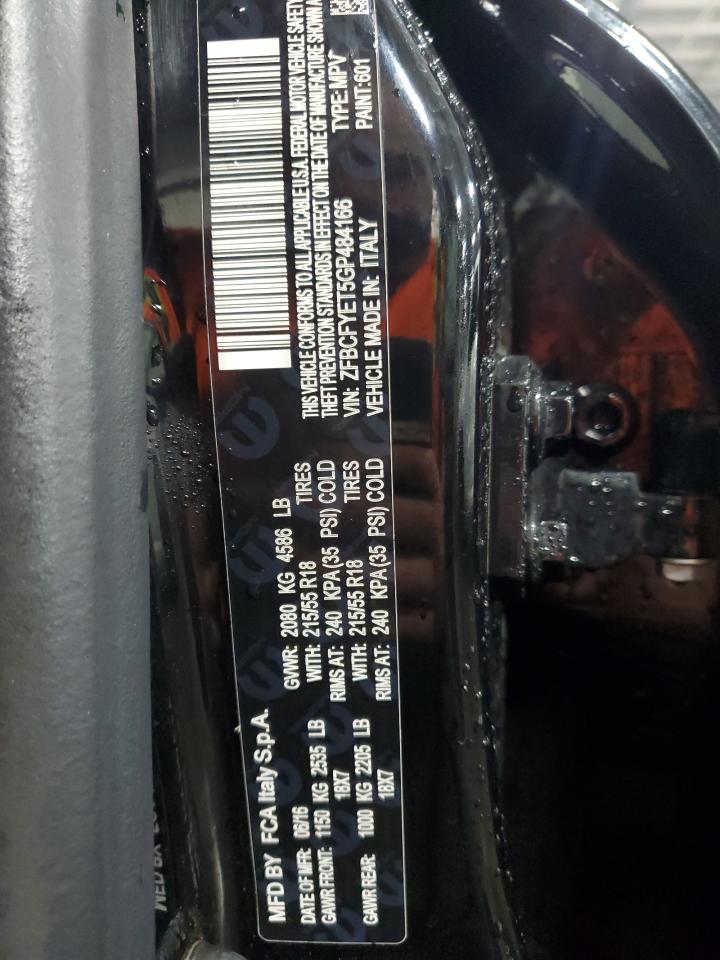 MFD BY FCA Italy S.p.A.
DATE OF MFR: 06/16 GVWR: 2080 KG 4586 LB
GAWR FRONT: 1150 KG 2535 LB WITH: 215/55 R18 TIRES
18X7 RIMS AT: 240 KPA(35 PSI) COLD
GAWR REAR: 1000 KG 2205 LB WITH: 215/55 R18 TIRES
18X7 RIMS AT: 240 KPA(35 PSI) COLD
THIS VEHICLE CONFORMS TO ALL APPLICABLE U.S.A. FEDERAL MOTOR VEHICLE SAFETY
THEFT PREVENTION STANDARDS IN EFFECT ON THE DATE OF MANUFACTURE SHOWN
VIN: ZFBCFYET5GP484166 TYPE: MPV
VEHICLE MADE IN: ITALY PAINT:601